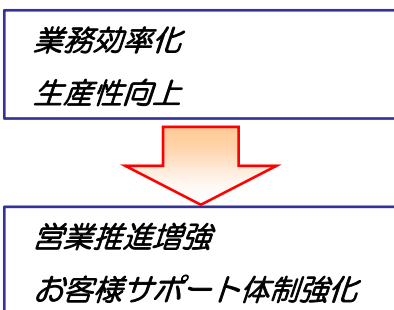 業務効率化
生産性向上
営業推進増強
お客様サポート体制強化